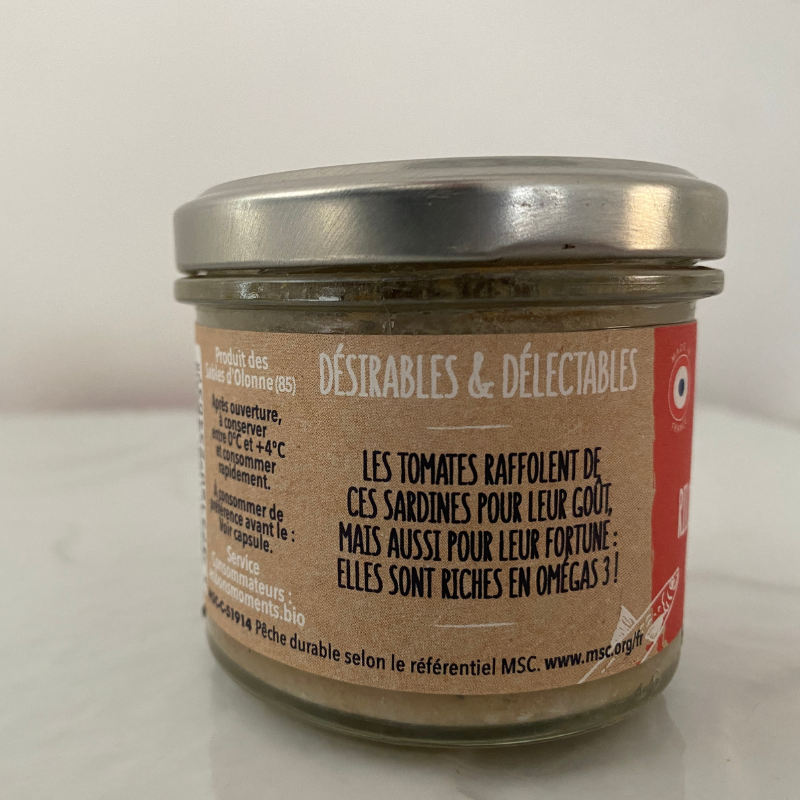 Produit des
Sables d'Olonne (85)
Après ouverture,
à conserver
entre 0°C et +4°C
et consommer
rapidement.
À consommer de
préférence avant le :
Voir capsule.
Service
Consommateurs :
DÉSIRABLES & DÉLECTABLES
LES TOMATES RAFFOLENT DE
CES SARDINES POUR LEUR GOÛT,
MAIS AUSSI POUR LEUR FORTUNE :
ELLES SONT RICHES EN OMÉGAS 3 !
MSC-C-51914 Pêche durable selon le référentiel MSC. www.msc.org/fr